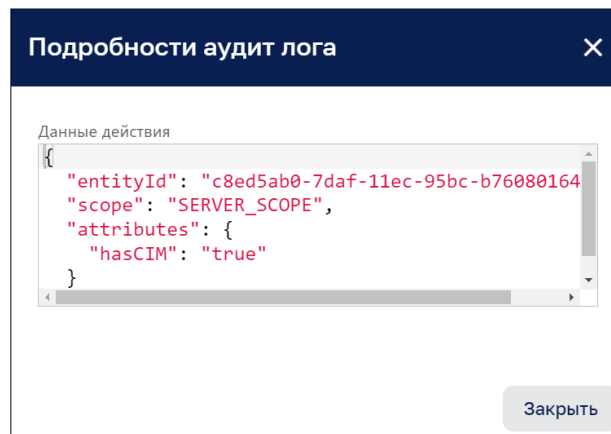 Подробности аудит лога
Данные действия
{
"entityId": "c8ed5ab0-7daf-11ec-95bc-b76080164
"scope": "SERVER_SCOPE",
"attributes": {
"hasCIM": "true"
}
Закрыть